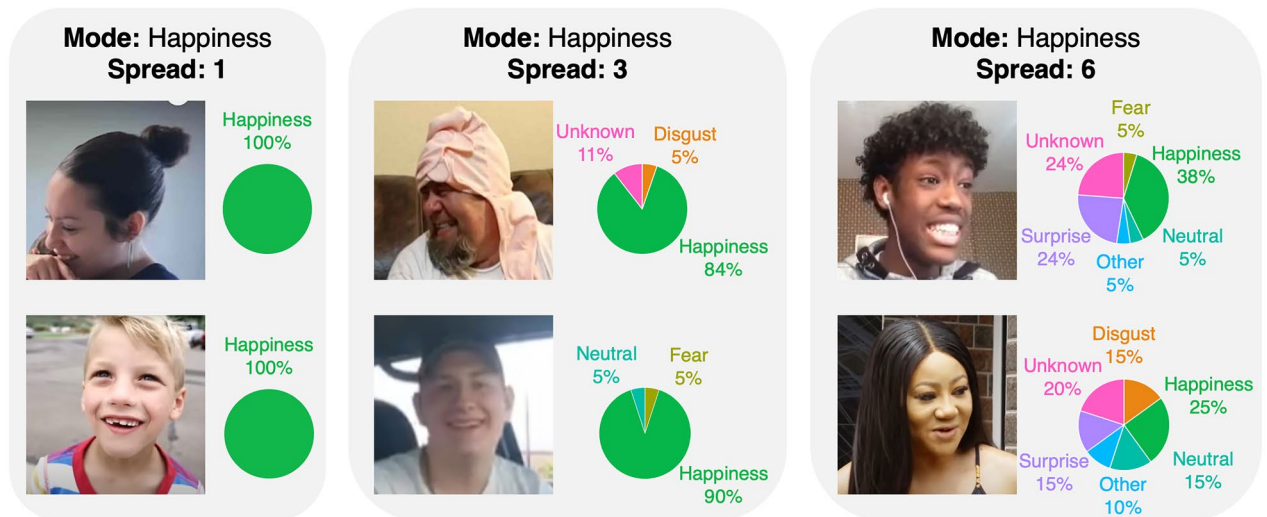 Mode: Happiness
Spread: 1
Happiness
100%
Happiness
100%
Mode: Happiness
Spread: 3
Unknown
11%
Disgust
5%
Happiness
84%
Neutral
5%
Fear
5%
Happiness
90%
Mode: Happiness
Spread: 6
Fear
5%
Unknown
24%
Happiness
38%
Surprise
24%
Other
5%
Neutral
5%
Disgust
15%
Unknown
20%
Happiness
25%
Surprise
15%
Other
10%
Neutral
15%